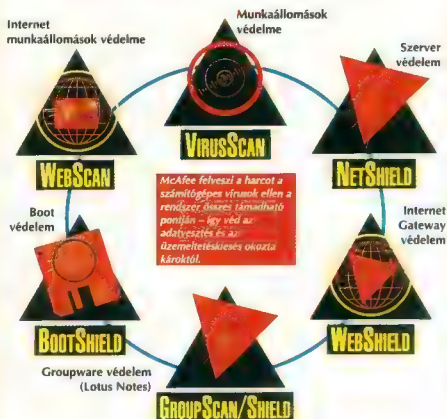 Internet
munkaállomások védelme
Munkaállomások
védelme
Szerver
védelem
WEBSCAN
VIRUSSCAN
NETSHIELD
McAfee felveszi a harcot a
számítógépes vírusok ellen a
rendszer összes támadható
pontján – így véd az
adatvesztés és az
üzemeltetéskiesés okozta
károktól.
Boot
védelem
Internet
Gateway
védelem
BOOTSHIELD
WEBSHIELD
Groupware védelem
(Lotus Notes)
GROUPSCAN/SHIELD